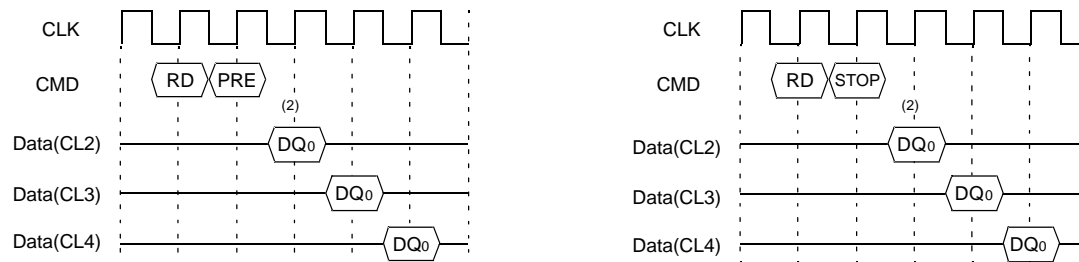 CLK
CMD RD PRE
(2)
Data(CL2) DQ0
Data(CL3) DQ0
Data(CL4) DQ0
CLK
CMD RD STOP
(2)
Data(CL2) DQ0
Data(CL3) DQ0
Data(CL4) DQ0